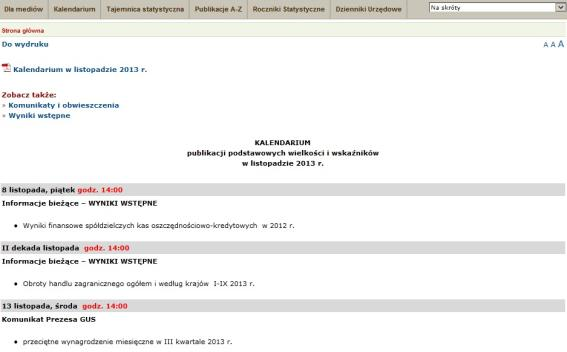 Dla mediów Kalendarium Tajemnica statystyczna Publikacje A-Z Roczniki Statystyczne Dzienniki Urzędowe Na skróty
Strona główna
Do wydruku A A A
Kalendarium w listopadzie 2013 r.
Zobacz także:
» Komunikaty i obwieszczenia
» Wyniki wstępne
KALENDARIUM
publikacji podstawowych wielkości i wskaźników
w listopadzie 2013 r.
8 listopada, piątek godz. 14:00
Informacje bieżące – WYNIKI WSTĘPNE
• Wyniki finansowe spółdzielczych kas oszczędnościowo-kredytowych w 2012 r.
II dekada listopada godz. 14:00
Informacje bieżące – WYNIKI WSTĘPNE
• Obroty handlu zagranicznego ogółem i według krajów I-IX 2013 r.
13 listopada, środa godz. 14:00
Komunikat Prezesa GUS
• przeciętne wynagrodzenie miesięczne w III kwartale 2013 r.